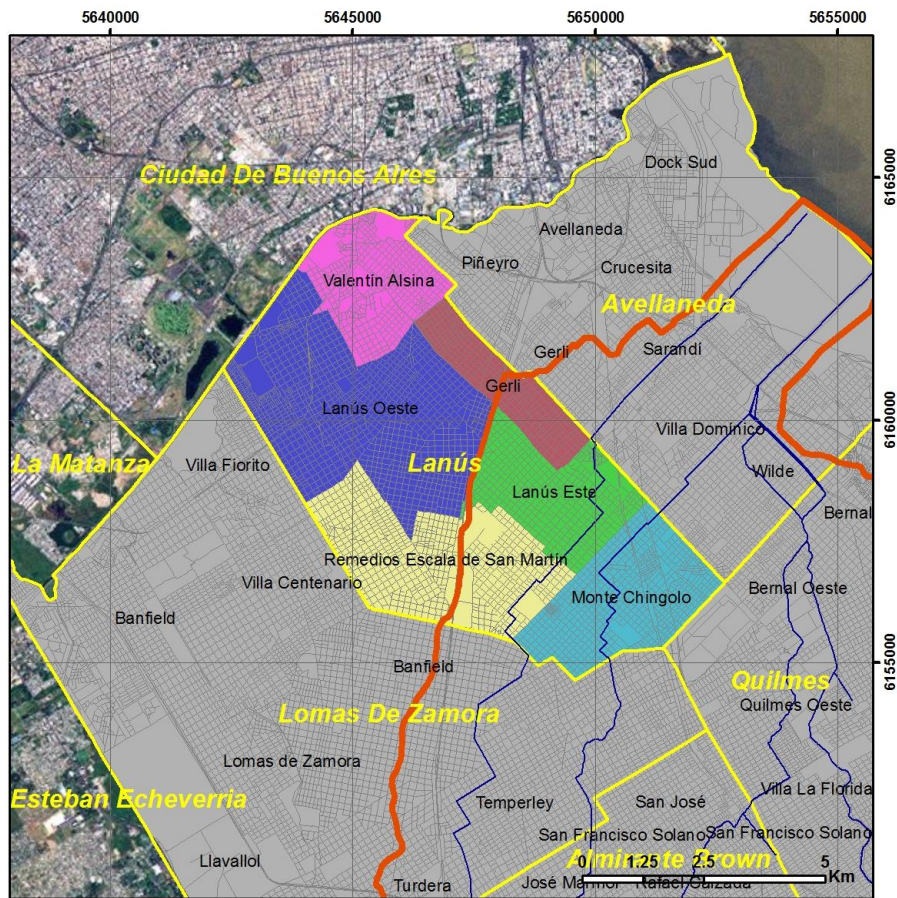 5640000
5645000
5650000
5655000
Dock Sud
6165000
Ciudad De Buenos Aires
Avellaneda
Piñeyro
Crucesita
Valentín Alsina
Avellaneda
Gerli
Sarandí
Gerli
Lanús Oeste
6160000
Villa Domínico
La Matanza
Villa Fiorito
Lanús
Wilde
Lanús Este
Bernal
Remedios Escala de San Martín
Villa Centenario
Bernal Oeste
Monte Chingolo
Banfield
Banfield
6155000
Quilmes
Quilmes Oeste
Lomas De Zamora
Lomas de Zamora
Esteban Echeverria
Villa La Florida
Temperley
San José
San Francisco Solano
San Francisco Solano
Almirante Brown
Llavallol
0 1.25 2.5 5
Km
Turdera
José Mármol
Rafael Calzada